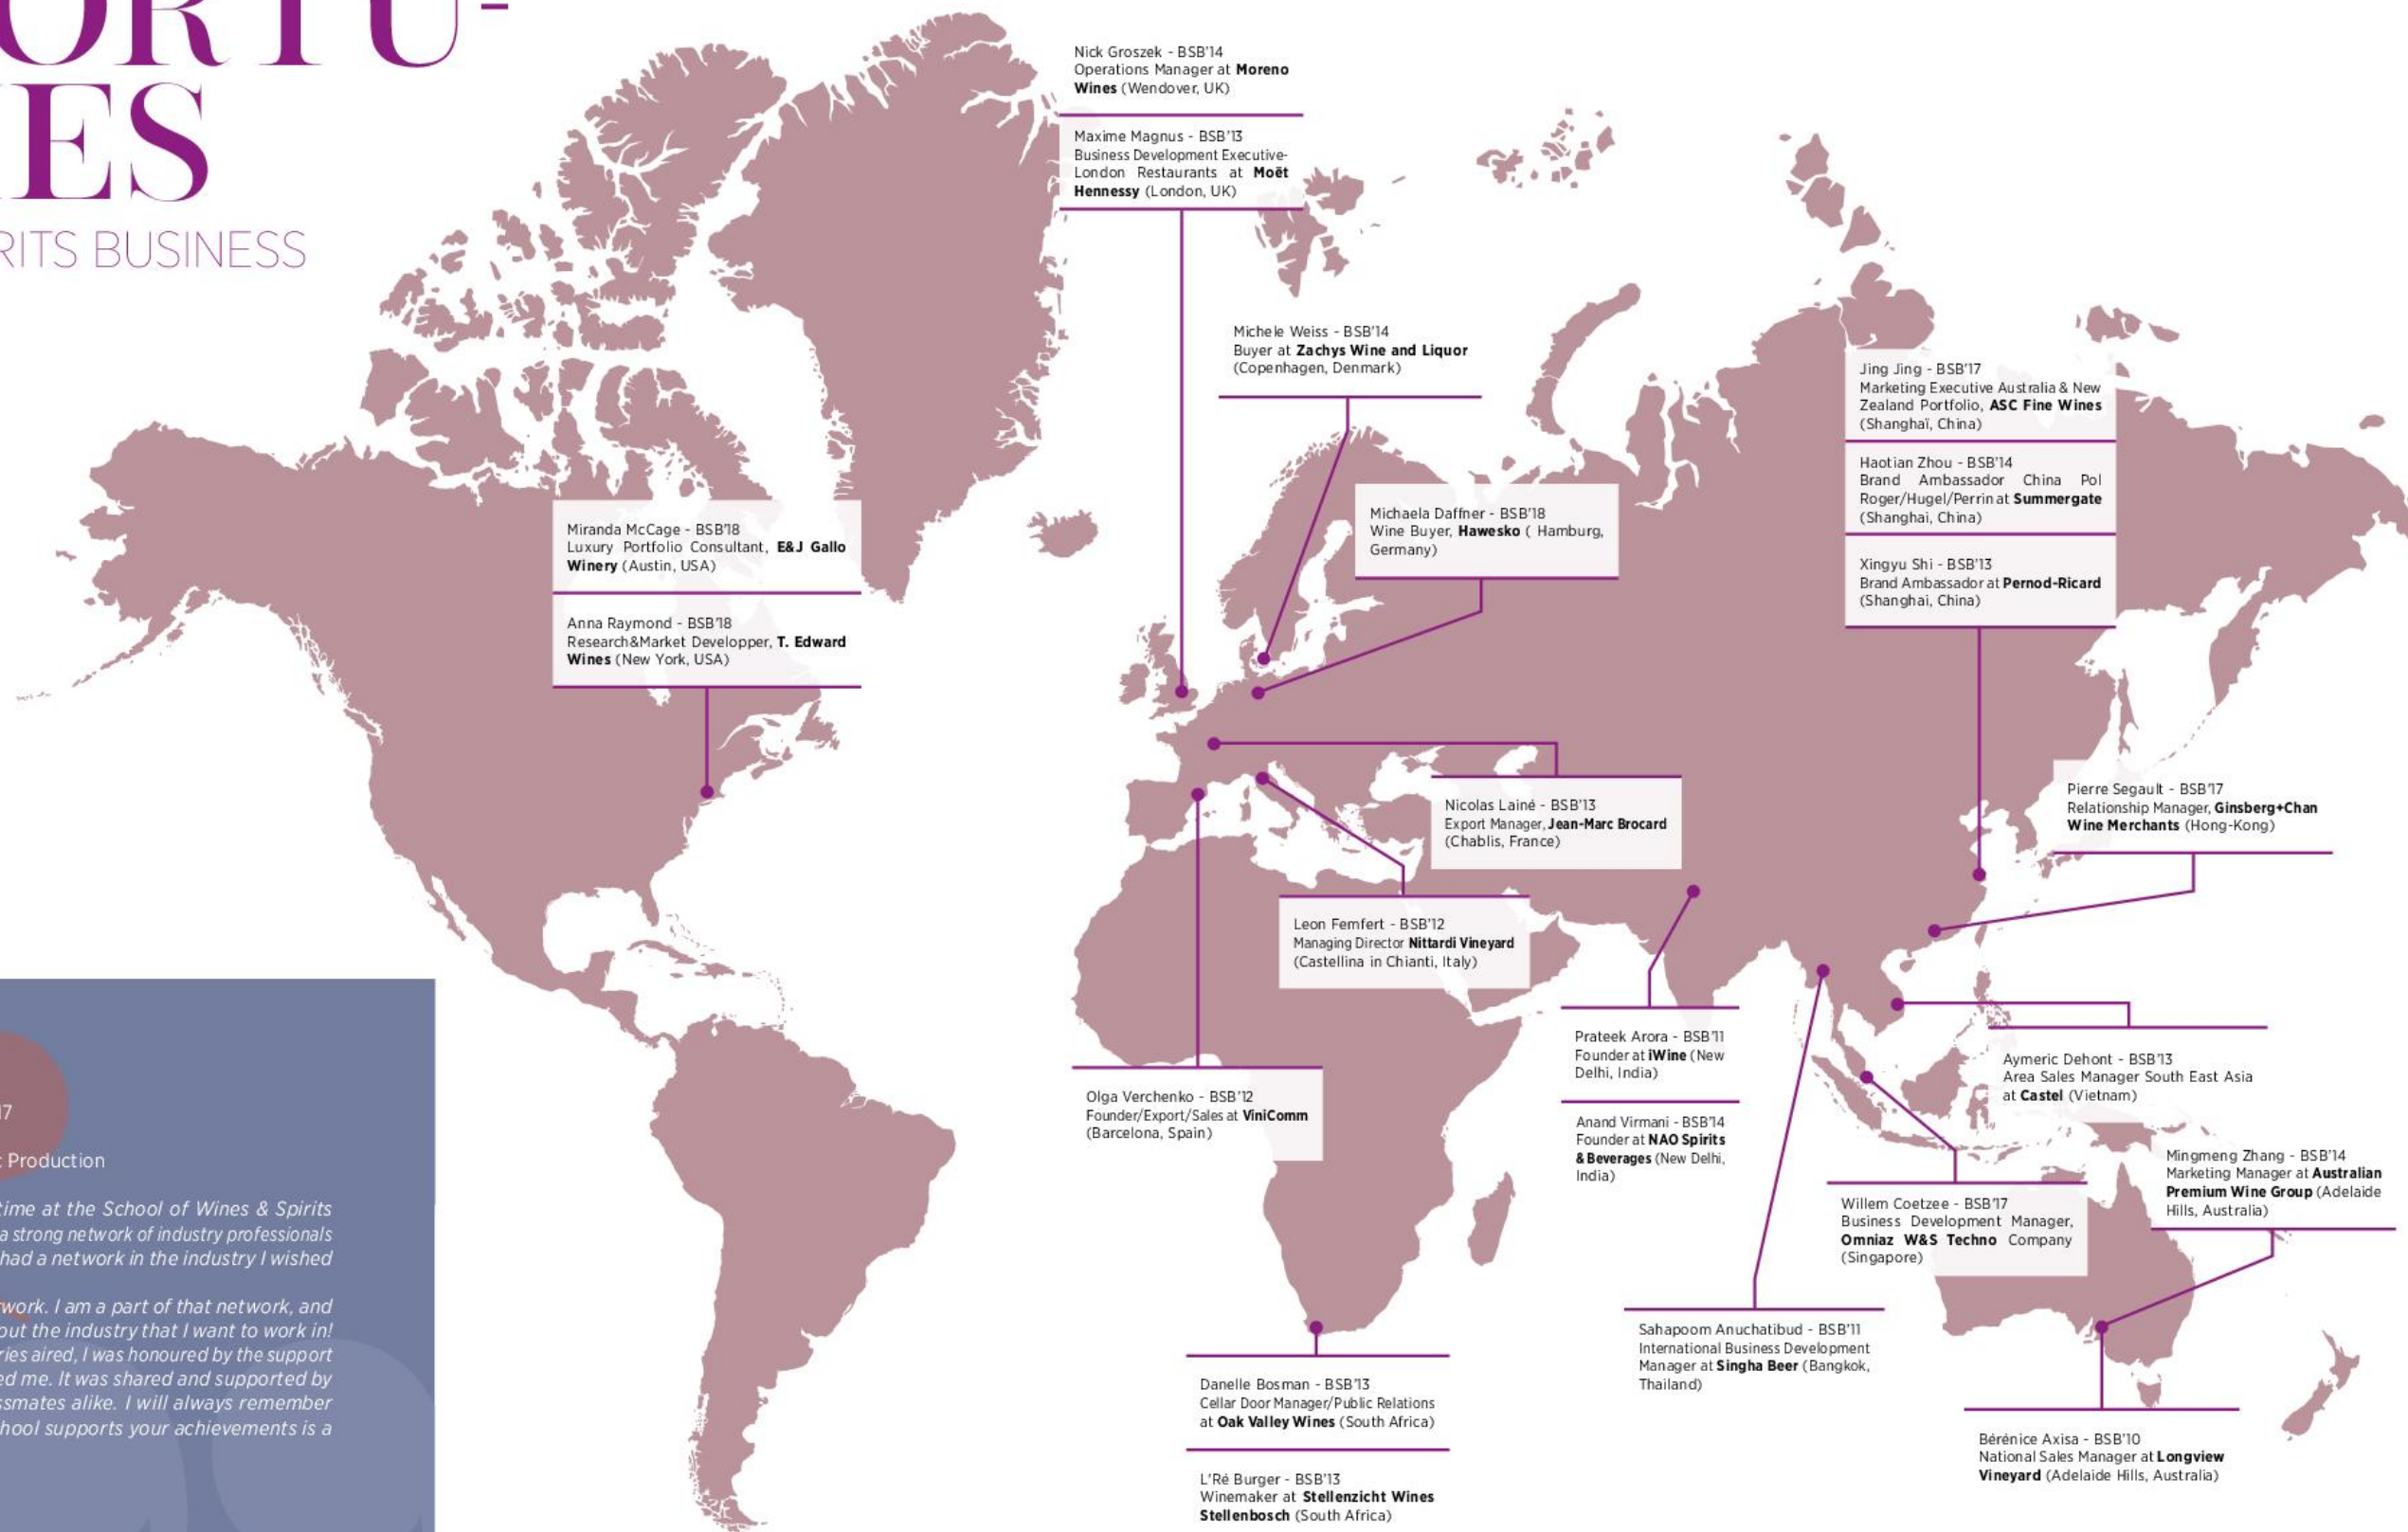 ORTU-
IES
RITS BUSINESS
Nick Groszek - BSB'14
Operations Manager at Moreno
Wines (Wendover, UK)
Maxime Magnus - BSB'13
Business Development Executive-
London Restaurants at Moët
Hennessy (London, UK)
Michele Weiss - BSB'14
Buyer at Zachys Wine and Liquor
(Copenhagen, Denmark)
Jing Jing - BSB'17
Marketing Executive Australia & New
Zealand Portfolio, ASC Fine Wines
(Shanghaï, China)
Haotian Zhou - BSB'14
Brand Ambassador China Pol
Roger/Hugel/Perrin at Summergate
(Shanghai, China)
Xingyu Shi - BSB'13
Brand Ambassador at Pernod-Ricard
(Shanghai, China)
Miranda McCage - BSB'18
Luxury Portfolio Consultant, E&J Gallo
Winery (Austin, USA)
Anna Raymond - BSB'18
Research&Market Developper, T. Edward
Wines (New York, USA)
Michaela Daffner - BSB'18
Wine Buyer, Hawesko ( Hamburg,
Germany)
Nicolas Lainé - BSB'13
Export Manager, Jean-Marc Brocard
(Chablis, France)
Pierre Segault - BSB'17
Relationship Manager, Ginsberg+Chan
Wine Merchants (Hong-Kong)
Leon Femfert - BSB'12
Managing Director Nittardi Vineyard
(Castellina in Chianti, Italy)
Olga Verchenko - BSB'12
Founder/Export/Sales at ViniComm
(Barcelona, Spain)
Prateek Arora - BSB'11
Founder at iWine (New
Delhi, India)
Anand Virmani - BSB'14
Founder at NAO Spirits
& Beverages (New Delhi,
India)
Aymeric Dehont - BSB'13
Area Sales Manager South East Asia
at Castel (Vietnam)
Mingmeng Zhang - BSB'14
Marketing Manager at Australian
Premium Wine Group (Adelaide
Hills, Australia)
Willem Coetzee - BSB'17
Business Development Manager,
Omniaz W&S Techno Company
(Singapore)
Sahapoom Anuchatibud - BSB'11
International Business Development
Manager at Singha Beer (Bangkok,
Thailand)
Danelle Bosman - BSB'13
Cellar Door Manager/Public Relations
at Oak Valley Wines (South Africa)
L'Ré Burger - BSB'13
Winemaker at Stellenzicht Wines
Stellenbosch (South Africa)
Bérénice Axisa - BSB'10
National Sales Manager at Longview
Vineyard (Adelaide Hills, Australia)
17
Production
time at the School of Wines & Spirits
a strong network of industry professionals
had a network in the industry I wished
work. I am a part of that network, and
out the industry that I want to work in!
ries aired, I was honoured by the support
ed me. It was shared and supported by
ssmates alike. I will always remember
hool supports your achievements is a